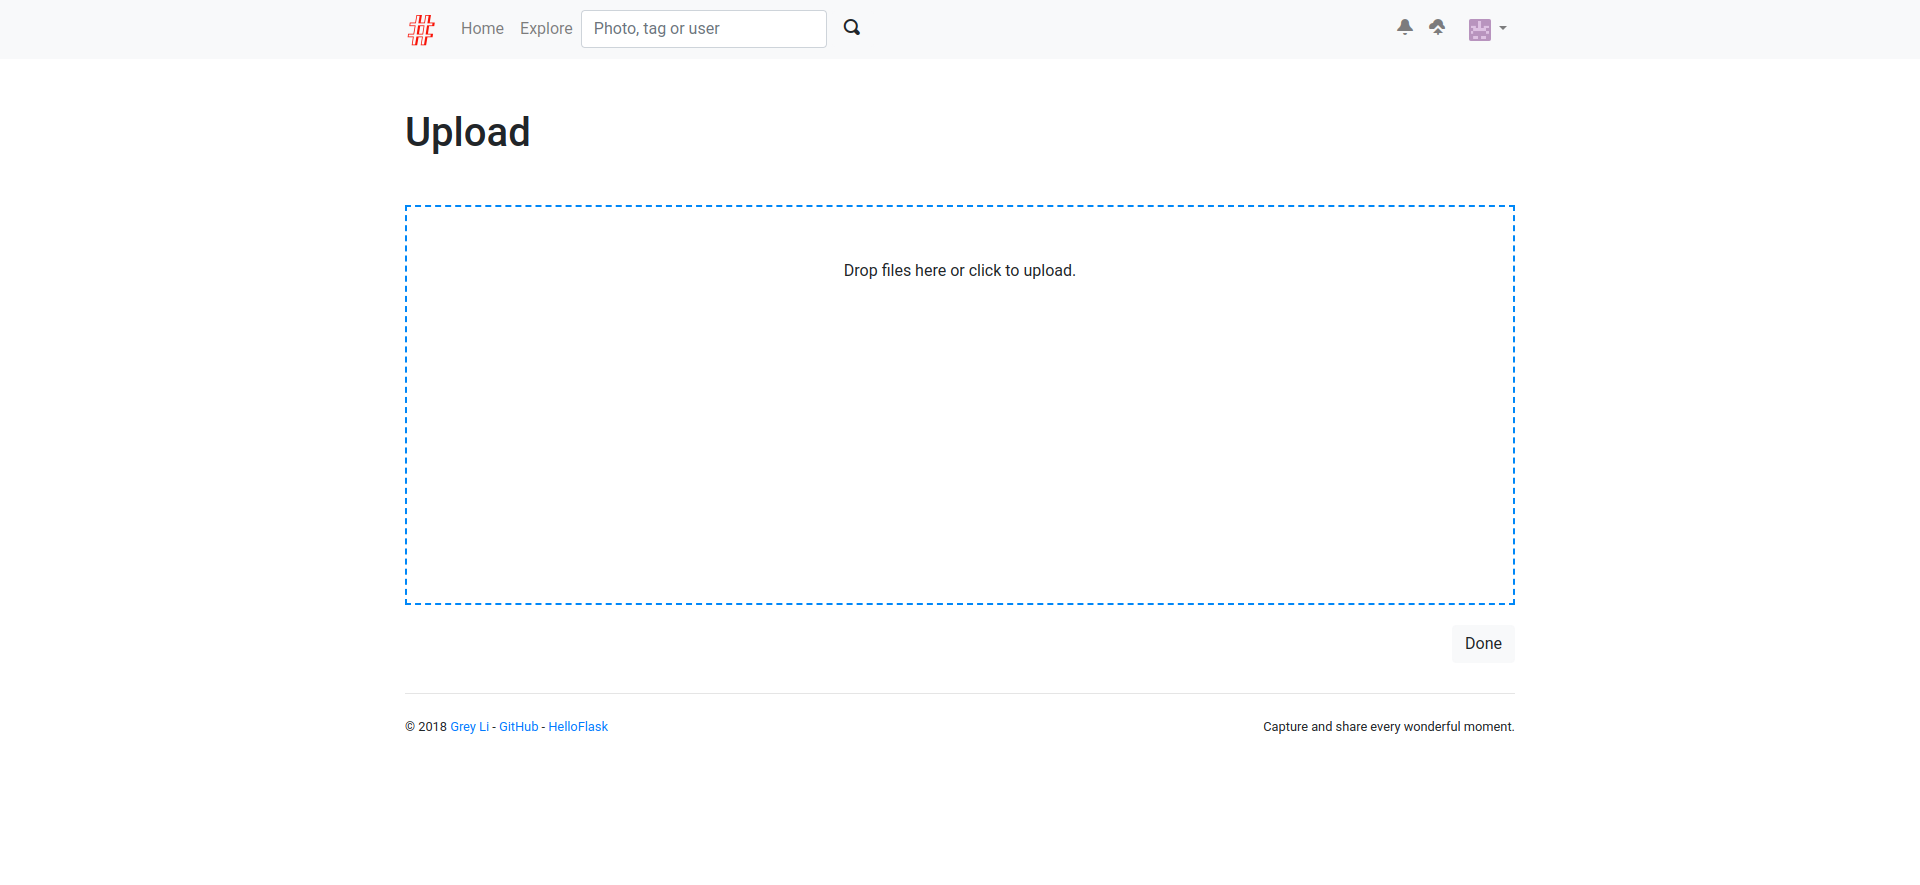 # Home Explore Photo, tag or user
Upload
Drop files here or click to upload.
Done
© 2018 Grey Li - GitHub - HelloFlask
Capture and share every wonderful moment.